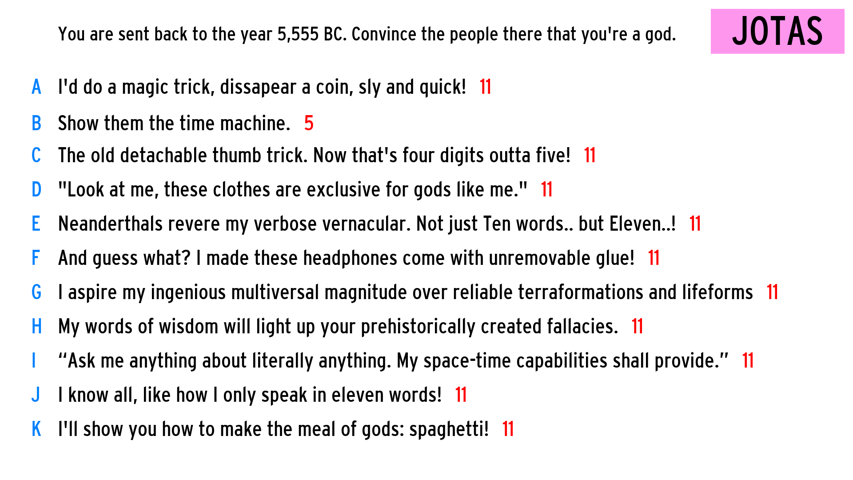 You are sent back to the year 5,555 BC. Convince the people there that you're a god.
JOTAS
A I'd do a magic trick, dissapear a coin, sly and quick! 11
B Show them the time machine. 5
C The old detachable thumb trick. Now that's four digits outta five! 11
D "Look at me, these clothes are exclusive for gods like me." 11
E Neanderthals revere my verbose vernacular. Not just Ten words.. but Eleven..! 11
F And guess what? I made these headphones come with unremovable glue! 11
G I aspire my ingenious multiversal magnitude over reliable terraformations and lifeforms 11
H My words of wisdom will light up your prehistorically created fallacies. 11
I “Ask me anything about literally anything. My space-time capabilities shall provide.” 11
J I know all, like how I only speak in eleven words! 11
K I'll show you how to make the meal of gods: spaghetti! 11